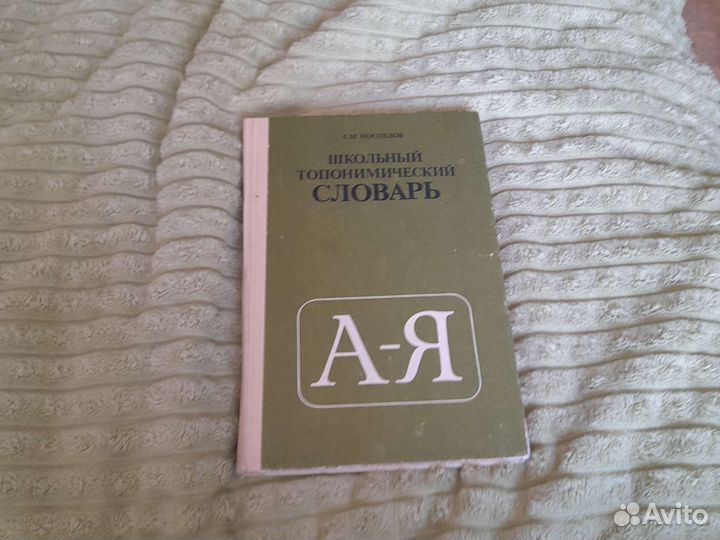 Е.М. ПОСПЕЛОВ
ШКОЛЬНЫЙ
ТОПОНИМИЧЕСКИЙ
СЛОВАРЬ
А-Я
Avito